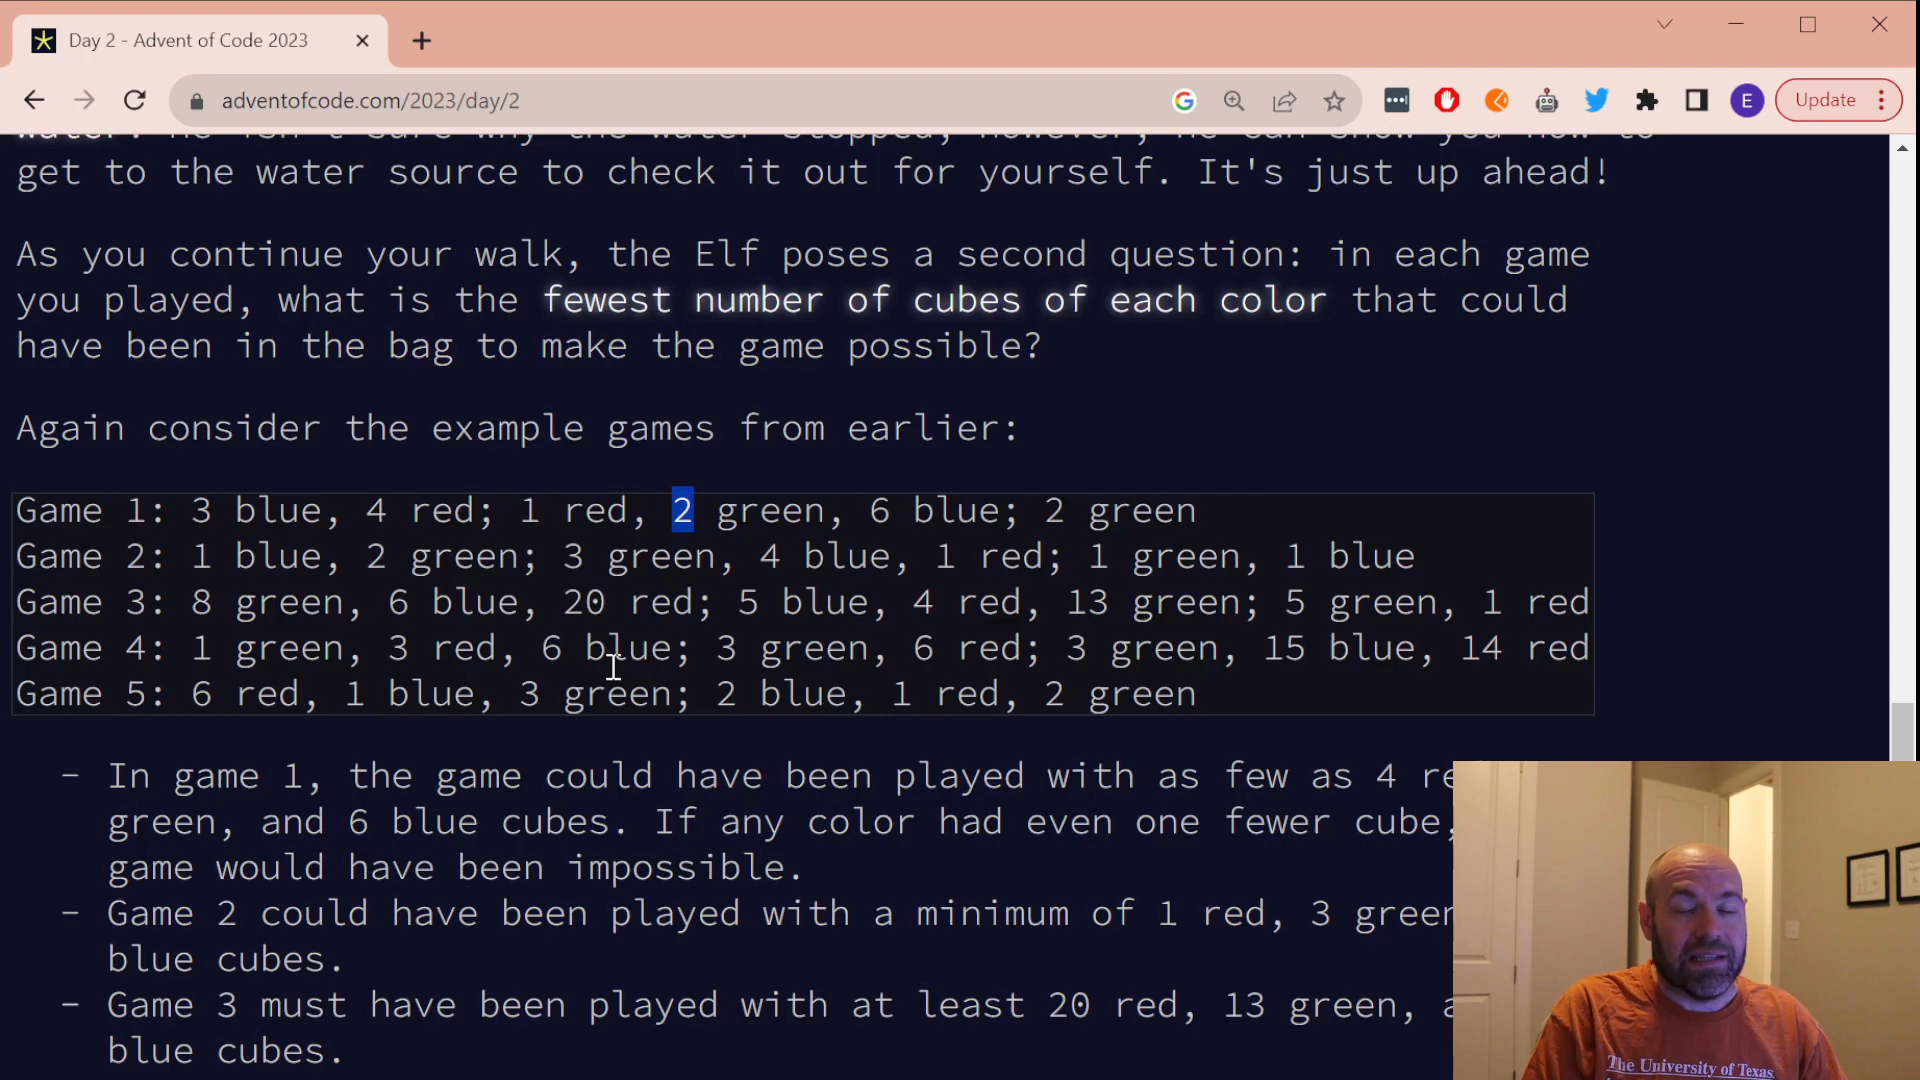 Day 2 - Advent of Code 2023
adventofcode.com/2023/day/2
E
Update
get to the water source to check it out for yourself. It's just up ahead!
As you continue your walk, the Elf poses a second question: in each game
you played, what is the fewest number of cubes of each color that could
have been in the bag to make the game possible?
Again consider the example games from earlier:
Game 1: 3 blue, 4 red; 1 red, 2 green, 6 blue; 2 green
Game 2: 1 blue, 2 green; 3 green, 4 blue, 1 red; 1 green, 1 blue
Game 3: 8 green, 6 blue, 20 red; 5 blue, 4 red, 13 green; 5 green, 1 red
Game 4: 1 green, 3 red, 6 blue; 3 green, 6 red; 3 green, 15 blue, 14 red
Game 5: 6 red, 1 blue, 3 green; 2 blue, 1 red, 2 green
- In game 1, the game could have been played with as few as 4 re
green, and 6 blue cubes. If any color had even one fewer cube,
game would have been impossible.
- Game 2 could have been played with a minimum of 1 red, 3 green
blue cubes.
- Game 3 must have been played with at least 20 red, 13 green,
blue cubes.
The University of Texas